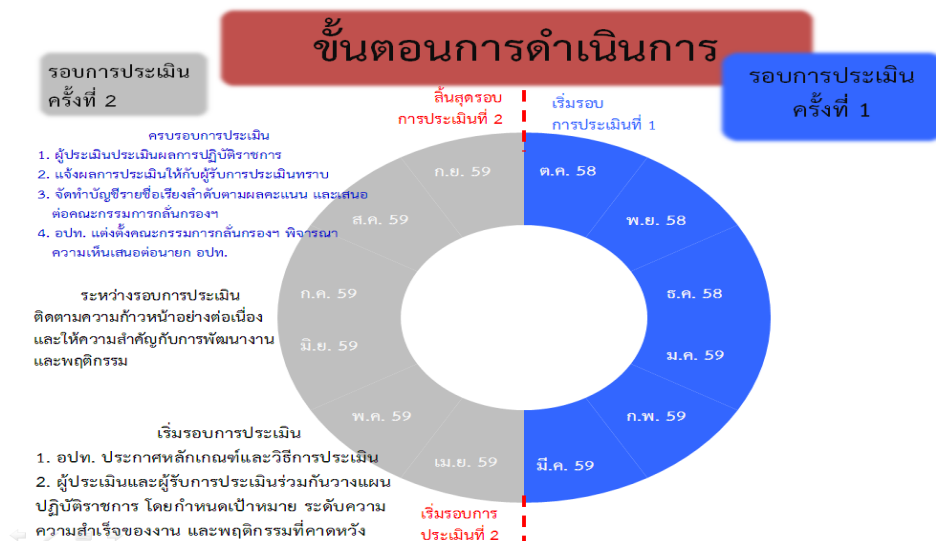 ขั้นตอนการดำเนินการ
รอบการประเมิน
ครั้งที่ 2
รอบการประเมิน
ครั้งที่ 1
สิ้นสุดรอบ
การประเมินที่ 2
เริ่มรอบ
การประเมินที่ 1
ครบรอบการประเมิน
1. ผู้ประเมินประเมินผลการปฏิบัติราชการ
2. แจ้งผลการประเมินให้กับผู้รับการประเมินทราบ
3. จัดทำบัญชีรายชื่อเรียงลำดับตามผลคะแนน และเสนอ
ต่อคณะกรรมการกลั่นกรองฯ
4. อปท. แต่งตั้งคณะกรรมการกลั่นกรองฯ พิจารณา
ความเห็นเสนอต่อนายก อปท.
ระหว่างรอบการประเมิน
ติดตามความก้าวหน้าอย่างต่อเนื่อง
และให้ความสำคัญกับการพัฒนางาน
และพฤติกรรม
เริ่มรอบการประเมิน
1. อปท. ประกาศหลักเกณฑ์และวิธีการประเมิน
2. ผู้ประเมินและผู้รับการประเมินร่วมกันวางแผน
ปฏิบัติราชการ โดยกำหนดเป้าหมาย ระดับความ
ความสำเร็จของงาน และพฤติกรรมที่คาดหวัง
ต.ค. 58
พ.ย. 58
ธ.ค. 58
ม.ค. 59
ก.พ. 59
มี.ค. 59
เม.ย. 59
พ.ค. 59
มิ.ย. 59
ก.ค. 59
ส.ค. 59
ก.ย. 59
เริ่มรอบการ
ประเมินที่ 2